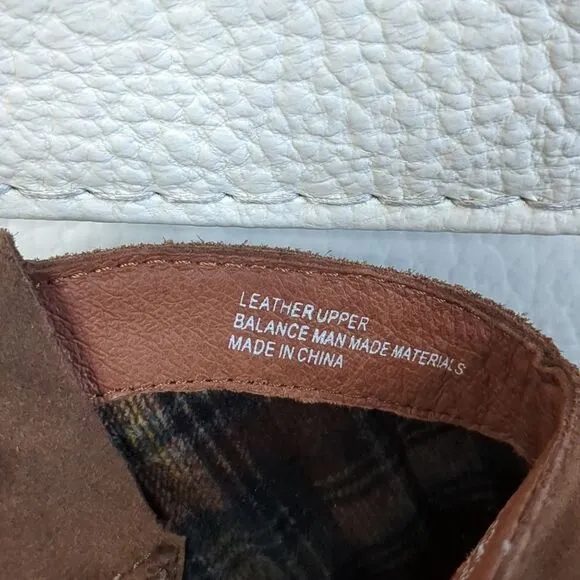 LEATHER UPPER
BALANCE MAN MADE MATERIALS
MADE IN CHINA